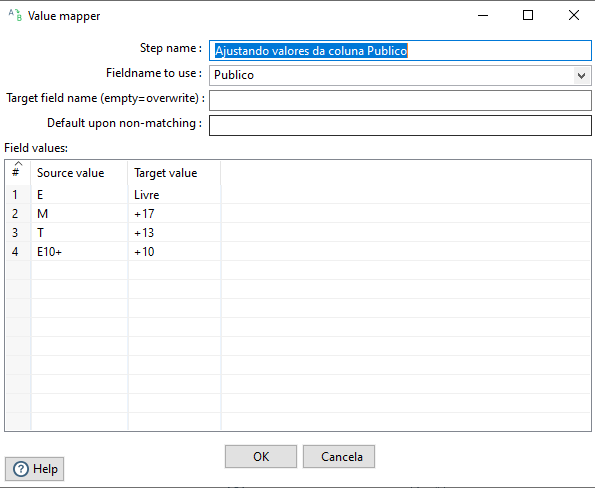 Value mapper
Step name : Ajustando valores da coluna Publico
Fieldname to use : Publico
Target field name (empty=overwrite) :
Default upon non-matching :
Field values:
# Source value Target value
1 E Livre
2 M +17
3 T +13
4 E10+ +10
OK Cancela
Help